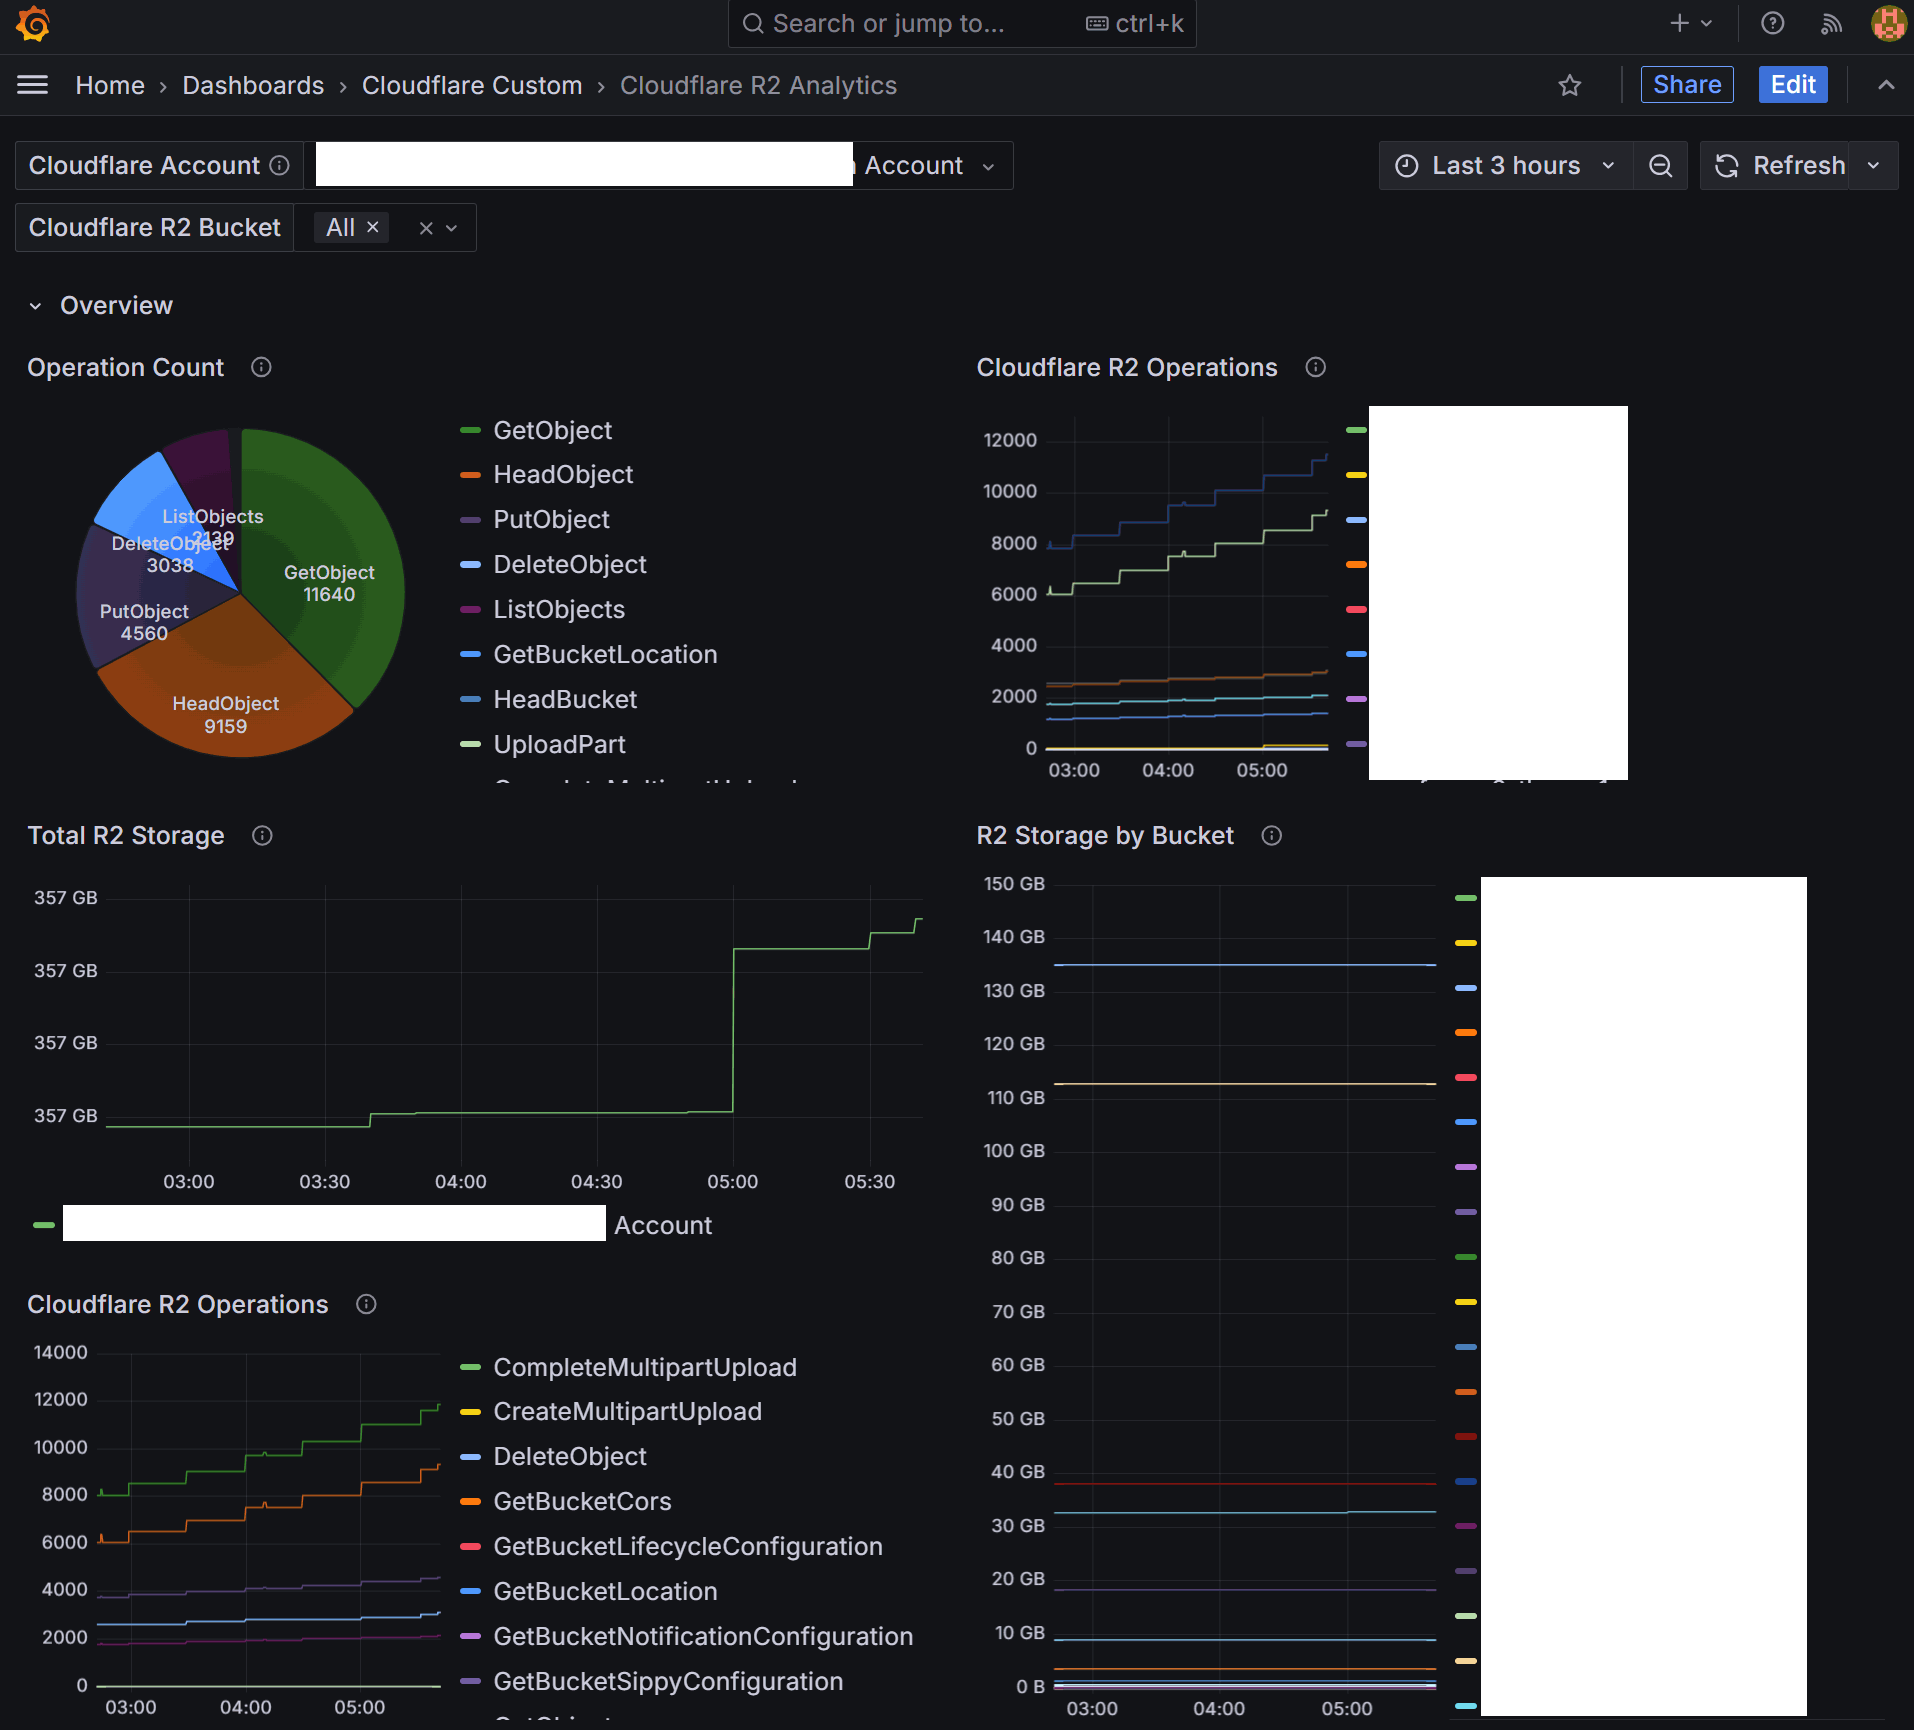 Search or jump to... ctrl+k
Home › Dashboards › Cloudflare Custom › Cloudflare R2 Analytics
Share
Edit
Cloudflare Account
Account
Last 3 hours
Refresh
Cloudflare R2 Bucket
All
Overview
Operation Count
ListObjects
2139
DeleteObject
3038
GetObject
11640
PutObject
4560
HeadObject
9159
GetObject
HeadObject
PutObject
DeleteObject
ListObjects
GetBucketLocation
HeadBucket
UploadPart
Cloudflare R2 Operations
12000
10000
8000
6000
4000
2000
0
03:00 04:00 05:00
Total R2 Storage
357 GB
357 GB
357 GB
357 GB
03:00 03:30 04:00 04:30 05:00 05:30
Account
R2 Storage by Bucket
150 GB
140 GB
130 GB
120 GB
110 GB
100 GB
90 GB
80 GB
70 GB
60 GB
50 GB
40 GB
30 GB
20 GB
10 GB
0 B
03:00 04:00 05:00
Cloudflare R2 Operations
14000
12000
10000
8000
6000
4000
2000
0
03:00 04:00 05:00
CompleteMultipartUpload
CreateMultipartUpload
DeleteObject
GetBucketCors
GetBucketLifecycleConfiguration
GetBucketLocation
GetBucketNotificationConfiguration
GetBucketSippyConfiguration